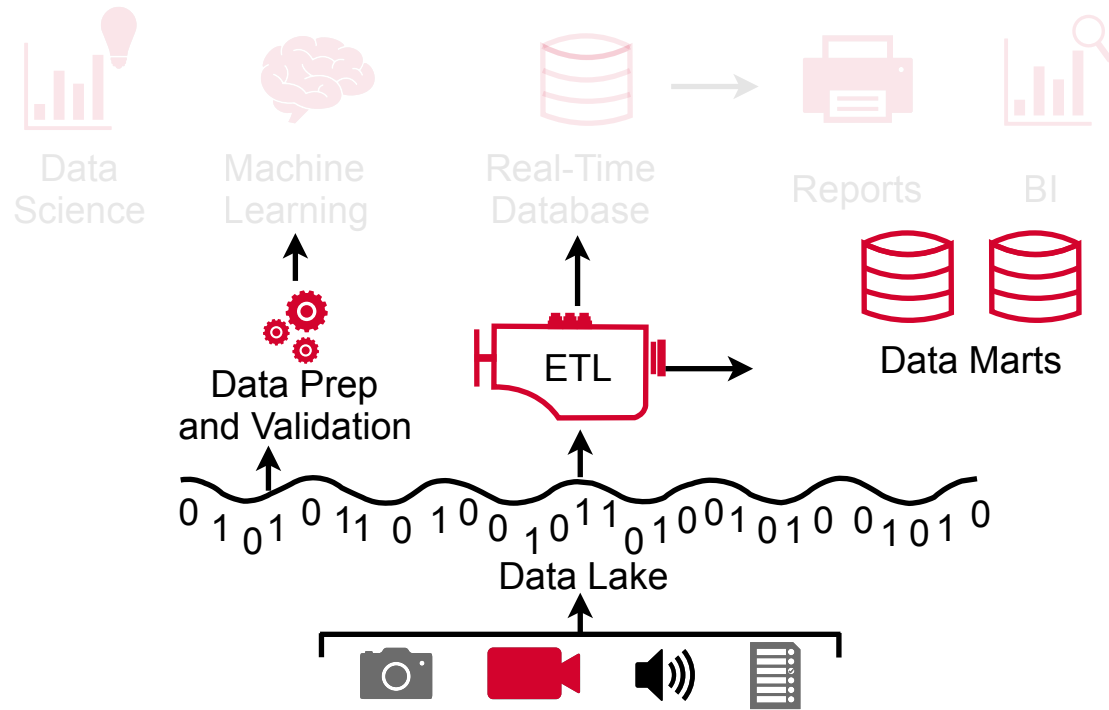 Data
Science
Machine
Learning
Real-Time
Database
Reports
BI
Data Marts
ETL
Data Prep
and Validation
0 1 0 1 0 1 1 0 1 0 0 1 0 1 1 0 1 0 0 1 0 1 0 0 0 1 0 1 0
Data Lake